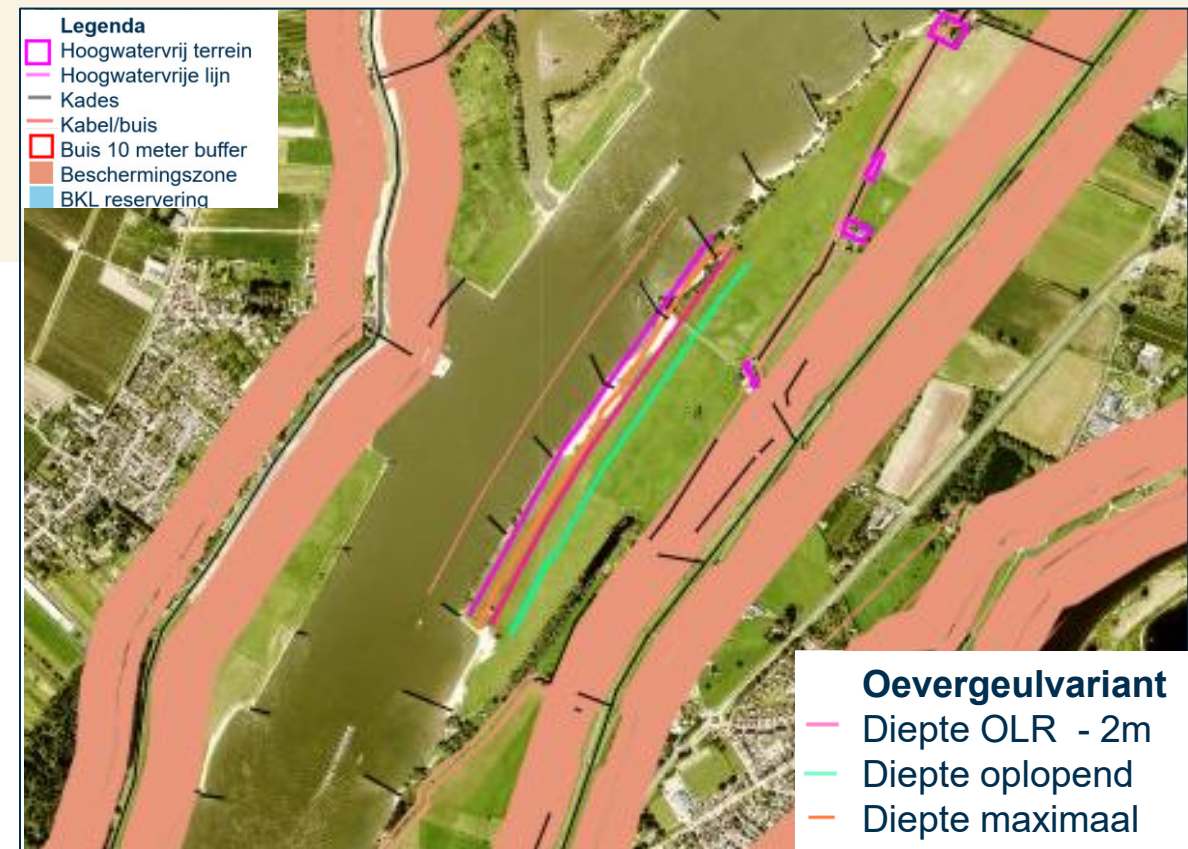 Legenda
Hoogwatervrij terrein
Hoogwatervrije lijn
Kades
Kabel/buis
Buis 10 meter buffer
Beschermingszone
BKL reservering
Oevergeulvariant
Diepte OLR - 2m
Diepte oplopend
Diepte maximaal